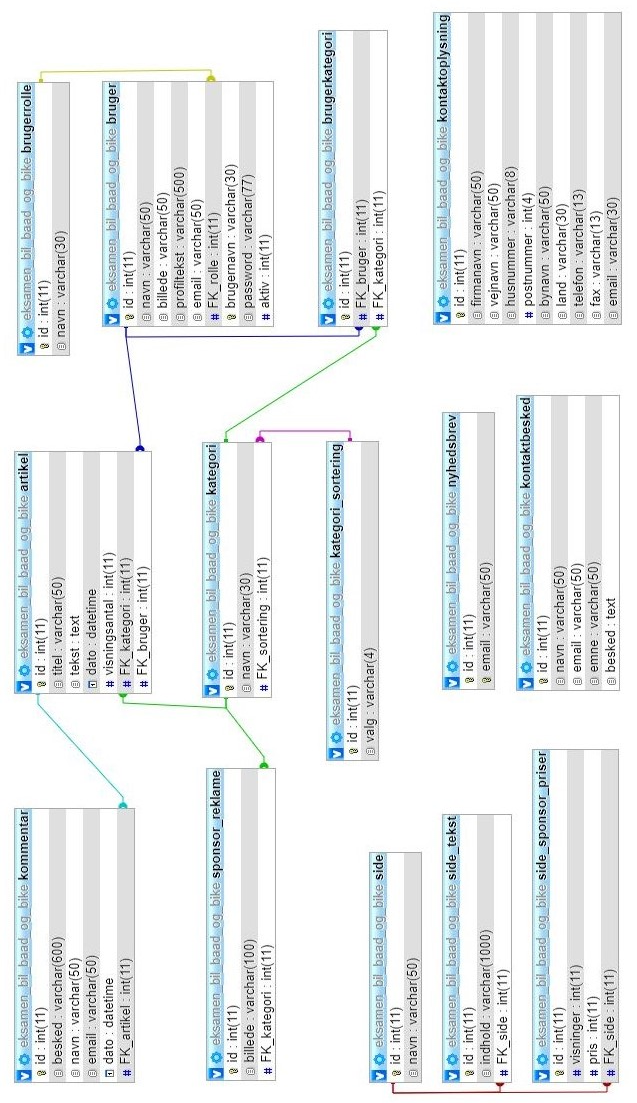 eksamen_bil_baad_og_bike kommentar
id : int(11)
besked : varchar(600)
navn : varchar(50)
email : varchar(50)
dato : datetime
FK_artikel : int(11)
eksamen_bil_baad_og_bike artikel
id : int(11)
titel : varchar(50)
tekst : text
dato : datetime
visningsantal : int(11)
FK_kategori : int(11)
FK_bruger : int(11)
eksamen_bil_baad_og_bike brugerrolle
id : int(11)
navn : varchar(30)
eksamen_bil_baad_og_bike bruger
id : int(11)
navn : varchar(50)
billede : varchar(50)
profiltekst : varchar(500)
email : varchar(50)
FK_rolle : int(11)
brugernavn : varchar(30)
password : varchar(77)
aktiv : int(11)
eksamen_bil_baad_og_bike sponsor_reklame
id : int(11)
billede : varchar(100)
FK_kategori : int(11)
eksamen_bil_baad_og_bike kategori
id : int(11)
navn : varchar(30)
FK_sortering : int(11)
eksamen_bil_baad_og_bike brugerkategori
id : int(11)
FK_bruger : int(11)
FK_kategori : int(11)
eksamen_bil_baad_og_bike kategori_sortering
id : int(11)
valg : varchar(4)
eksamen_bil_baad_og_bike side
id : int(11)
navn : varchar(50)
eksamen_bil_baad_og_bike side_tekst
id : int(11)
indhold : varchar(1000)
FK_side : int(11)
eksamen_bil_baad_og_bike side_sponsor_priser
id : int(11)
visninger : int(11)
pris : int(11)
FK_side : int(11)
eksamen_bil_baad_og_bike nyhedsbrev
id : int(11)
email : varchar(50)
eksamen_bil_baad_og_bike kontaktbesked
id : int(11)
navn : varchar(50)
email : varchar(50)
emne : varchar(50)
besked : text
eksamen_bil_baad_og_bike kontaktoplysning
id : int(11)
firmanavn : varchar(50)
vejnavn : varchar(50)
husnummer : varchar(8)
postnummer : int(4)
bynavn : varchar(50)
land : varchar(30)
telefon : varchar(13)
fax : varchar(13)
email : varchar(30)